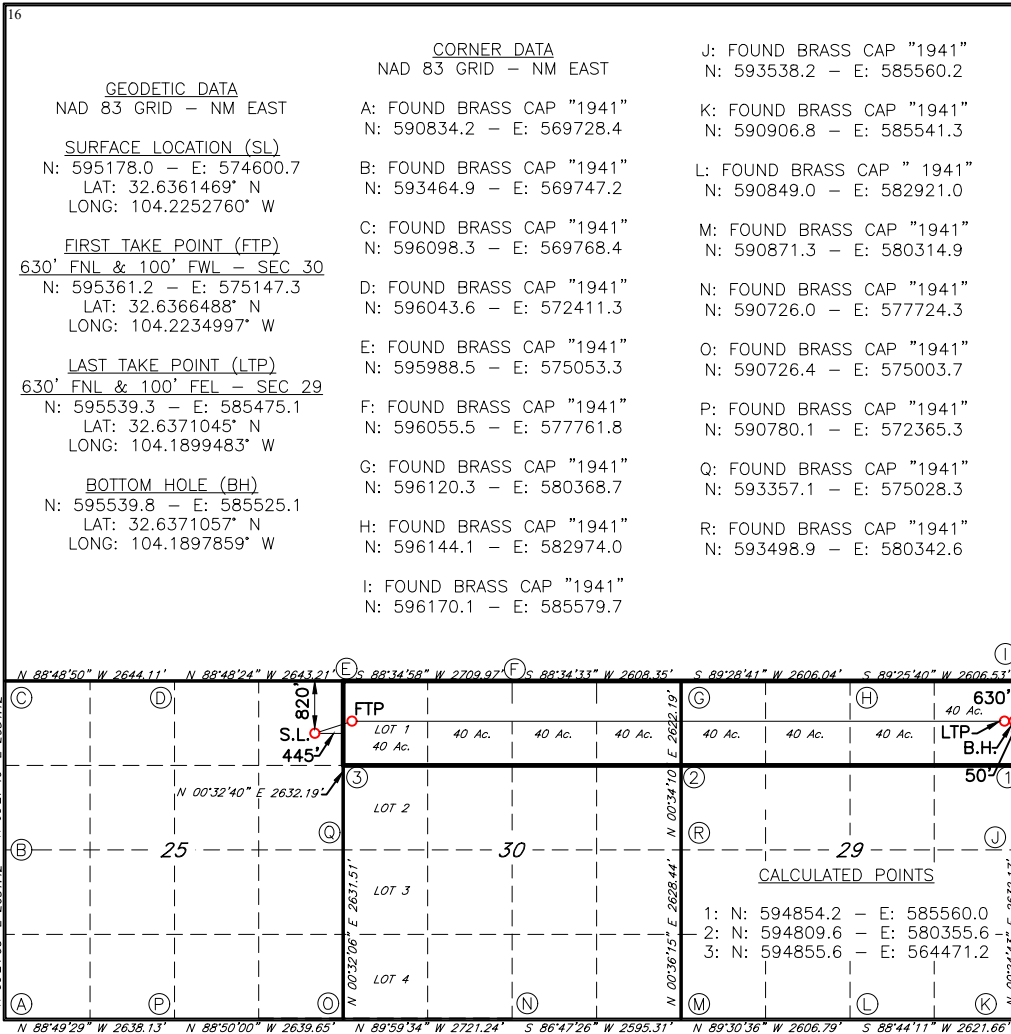 16
GEODETIC DATA
NAD 83 GRID – NM EAST
SURFACE LOCATION (SL)
N: 595178.0 – E: 574600.7
LAT: 32.6361469° N
LONG: 104.2252760° W
FIRST TAKE POINT (FTP)
630' FNL & 100' FWL – SEC 30
N: 595361.2 – E: 575147.3
LAT: 32.6366488° N
LONG: 104.2234997° W
LAST TAKE POINT (LTP)
630' FNL & 100' FEL – SEC 29
N: 595539.3 – E: 585475.1
LAT: 32.6371045° N
LONG: 104.1899483° W
BOTTOM HOLE (BH)
N: 595539.8 – E: 585525.1
LAT: 32.6371057° N
LONG: 104.1897859° W
CORNER DATA
NAD 83 GRID – NM EAST
A: FOUND BRASS CAP "1941"
N: 590834.2 – E: 569728.4
B: FOUND BRASS CAP "1941"
N: 593464.9 – E: 569747.2
C: FOUND BRASS CAP "1941"
N: 596098.3 – E: 569768.4
D: FOUND BRASS CAP "1941"
N: 596043.6 – E: 572411.3
E: FOUND BRASS CAP "1941"
N: 595988.5 – E: 575053.3
F: FOUND BRASS CAP "1941"
N: 596055.5 – E: 577761.8
G: FOUND BRASS CAP "1941"
N: 596120.3 – E: 580368.7
H: FOUND BRASS CAP "1941"
N: 596144.1 – E: 582974.0
I: FOUND BRASS CAP "1941"
N: 596170.1 – E: 585579.7
J: FOUND BRASS CAP "1941"
N: 593538.2 – E: 585560.2
K: FOUND BRASS CAP "1941"
N: 590906.8 – E: 585541.3
L: FOUND BRASS CAP " 1941"
N: 590849.0 – E: 582921.0
M: FOUND BRASS CAP "1941"
N: 590871.3 – E: 580314.9
N: FOUND BRASS CAP "1941"
N: 590726.0 – E: 577724.3
O: FOUND BRASS CAP "1941"
N: 590726.4 – E: 575003.7
P: FOUND BRASS CAP "1941"
N: 590780.1 – E: 572365.3
Q: FOUND BRASS CAP "1941"
N: 593357.1 – E: 575028.3
R: FOUND BRASS CAP "1941"
N: 593498.9 – E: 580342.6
I
N 88°48'50" W 2644.11' N 88°48'24" W 2643.21' E S 88°34'58" W 2709.97' F S 88°34'33" W 2608.35' S 89°28'41" W 2606.04' S 89°25'40" W 2606.53'
C D 820' G H 630'
40 Ac.
FTP
S.L. LOT 1 40 Ac. 40 Ac. 40 Ac. 40 Ac. 40 Ac. 40 Ac. LTP
445' 40 Ac. B.H.
50'
3 2 1
N 00°32'40" E 2632.19'
N 00°34'10" E 2622.19'
LOT 2
Q R J
B 25 30 29
CALCULATED POINTS
LOT 3
1: N: 594854.2 – E: 585560.0
2: N: 594809.6 – E: 580355.6
3: N: 594855.6 – E: 564471.2
N 00°32'06" E 2631.51'
N 00°36'15" E 2628.44'
LOT 4
A P O N M L K
N 88°49'29" W 2638.13' N 88°50'00" W 2639.65' N 89°59'34" W 2721.24' S 86°47'26" W 2595.31' N 89°30'36" W 2606.79' S 88°44'11" W 2621.66'